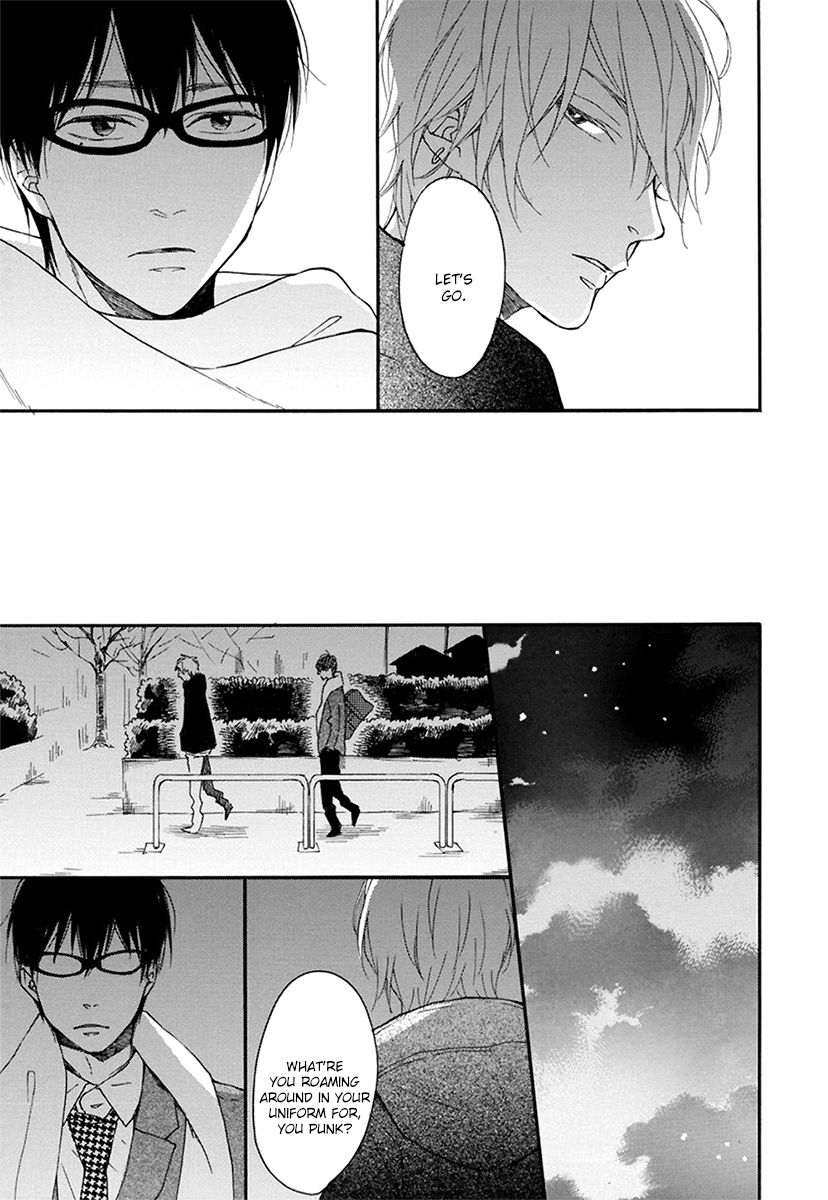 LET'S
GO.
WHAT'RE
YOU ROAMING
AROUND IN YOUR
UNIFORM FOR,
YOU PUNK?